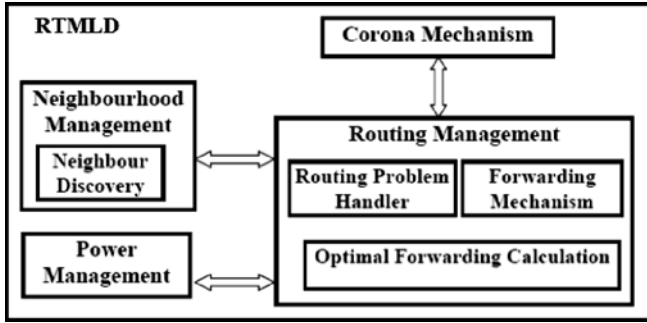 RTMLD
Corona Mechanism
Neighbourhood
Management
Neighbour
Discovery
Routing Management
Routing Problem
Handler
Forwarding
Mechanism
Power
Management
Optimal Forwarding Calculation